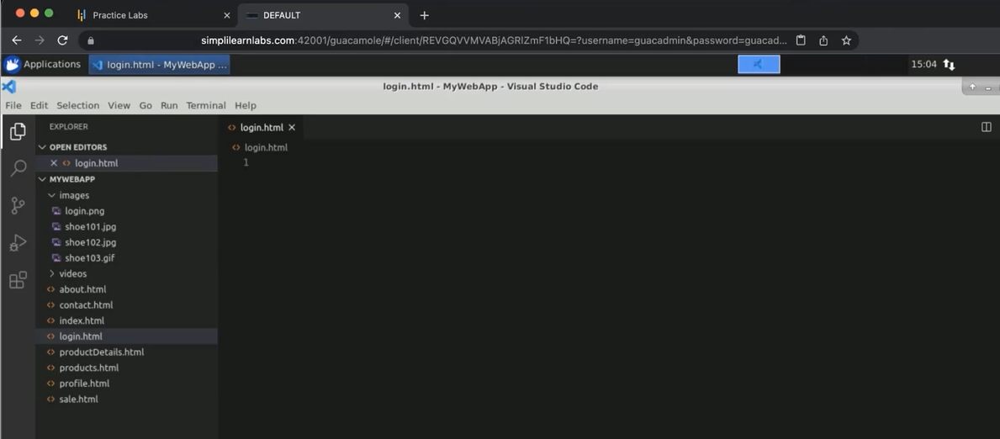 Practice Labs
DEFAULT
simplilearnlabs.com:42001/guacamole/#/client/REVGQVVMVABjAGRIZmF1bHQ=?username=guacadmin&password=guacad...
Applications
login.html - MyWebApp ...
15:04
login.html - MyWebApp - Visual Studio Code
File Edit Selection View Go Run Terminal Help
EXPLORER
OPEN EDITORS
login.html
MYWEBAPP
images
login.png
shoe101.jpg
shoe102.jpg
shoe103.gif
videos
about.html
contact.html
index.html
login.html
productDetails.html
products.html
profile.html
sale.html
login.html
login.html
1